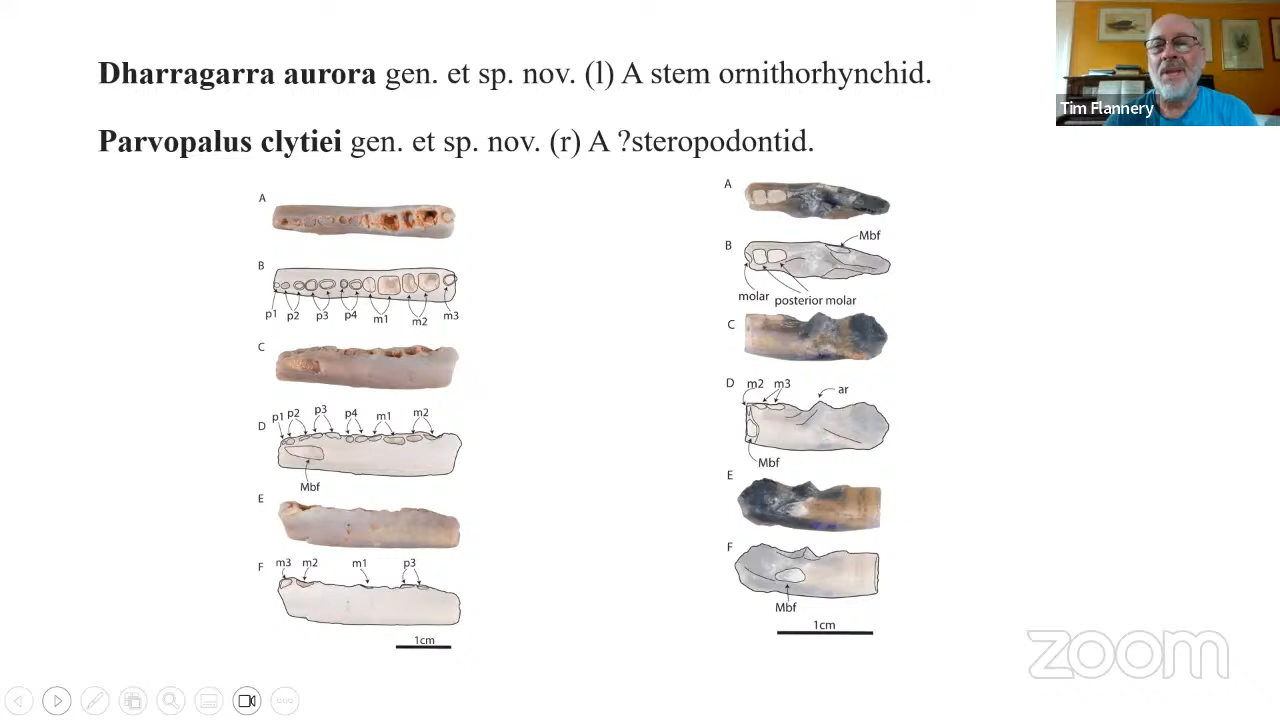 Dharragarra aurora gen. et sp. nov. (l) A stem ornithorhynchid.
Parvopalus clytiei gen. et sp. nov. (r) A ?steropodontid.
Tim Flannery
A
B
p1 p2 p3 p4 m1 m2 m3
C
p1 p2 p3 p4 m1 m2
D
Mbf
E
m3 m2 m1 p3
F
1cm
A
Mbf
B
molar posterior molar
C
D m2 m3 ar
Mbf
E
F
Mbf
1cm
zoom